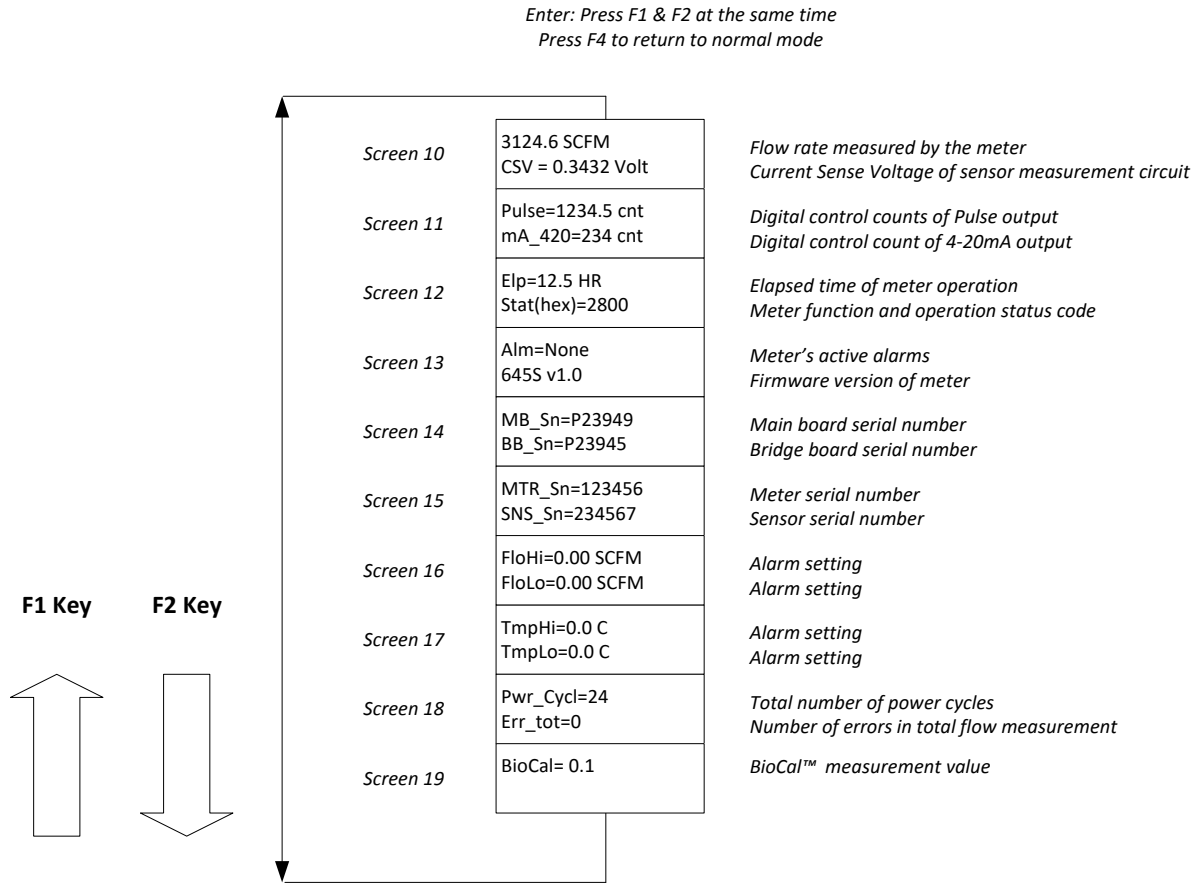 Enter: Press F1 & F2 at the same time
Press F4 to return to normal mode
Screen 10
3124.6 SCFM
CSV = 0.3432 Volt
Flow rate measured by the meter
Current Sense Voltage of sensor measurement circuit
Screen 11
Pulse=1234.5 cnt
mA_420=234 cnt
Digital control counts of Pulse output
Digital control count of 4-20mA output
Screen 12
Elp=12.5 HR
Stat(hex)=2800
Elapsed time of meter operation
Meter function and operation status code
Screen 13
Alm=None
645S v1.0
Meter’s active alarms
Firmware version of meter
Screen 14
MB_Sn=P23949
BB_Sn=P23945
Main board serial number
Bridge board serial number
Screen 15
MTR_Sn=123456
SNS_Sn=234567
Meter serial number
Sensor serial number
Screen 16
FloHi=0.00 SCFM
FloLo=0.00 SCFM
Alarm setting
Alarm setting
F1 Key
F2 Key
Screen 17
TmpHi=0.0 C
TmpLo=0.0 C
Alarm setting
Alarm setting
Screen 18
Pwr_Cycl=24
Err_tot=0
Total number of power cycles
Number of errors in total flow measurement
Screen 19
BioCal= 0.1
BioCal™ measurement value